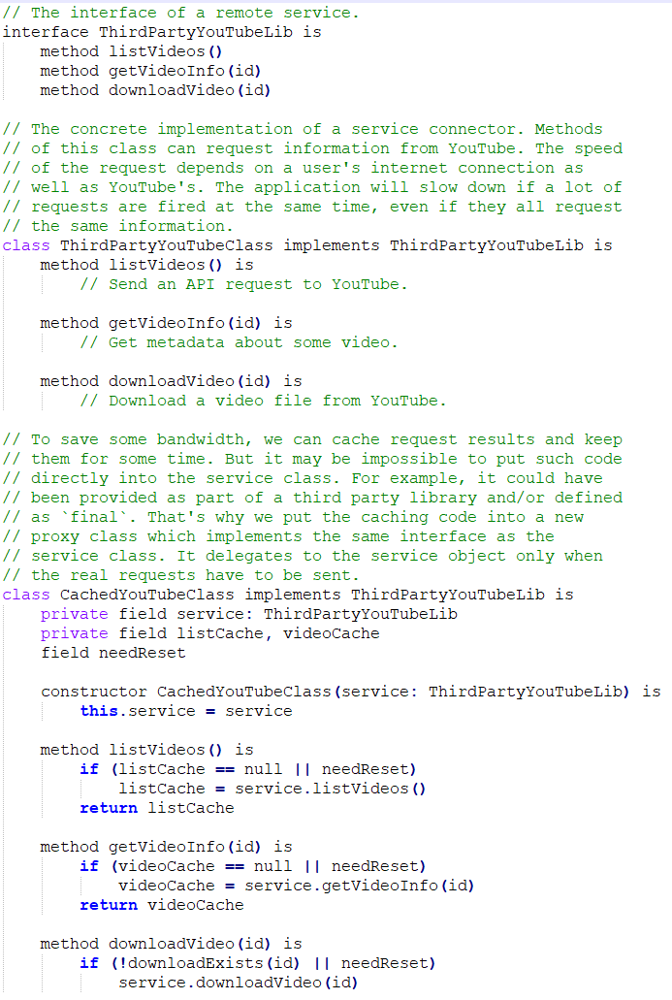 // The interface of a remote service.
interface ThirdPartyYouTubeLib is
    method listVideos()
    method getVideoInfo(id)
    method downloadVideo(id)

// The concrete implementation of a service connector. Methods
// of this class can request information from YouTube. The speed
// of the request depends on a user's internet connection as
// well as YouTube's. The application will slow down if a lot of
// requests are fired at the same time, even if they all request
// the same information.
class ThirdPartyYouTubeClass implements ThirdPartyYouTubeLib is
    method listVideos() is
        // Send an API request to YouTube.

    method getVideoInfo(id) is
        // Get metadata about some video.

    method downloadVideo(id) is
        // Download a video file from YouTube.

// To save some bandwidth, we can cache request results and keep
// them for some time. But it may be impossible to put such code
// directly into the service class. For example, it could have
// been provided as part of a third party library and/or defined
// as `final`. That's why we put the caching code into a new
// proxy class which implements the same interface as the
// service class. It delegates to the service object only when
// the real requests have to be sent.
class CachedYouTubeClass implements ThirdPartyYouTubeLib is
    private field service: ThirdPartyYouTubeLib
    private field listCache, videoCache
    field needReset

    constructor CachedYouTubeClass(service: ThirdPartyYouTubeLib) is
        this.service = service

    method listVideos() is
        if (listCache == null || needReset)
            listCache = service.listVideos()
        return listCache

    method getVideoInfo(id) is
        if (videoCache == null || needReset)
            videoCache = service.getVideoInfo(id)
        return videoCache

    method downloadVideo(id) is
        if (!downloadExists(id) || needReset)
            service.downloadVideo(id)